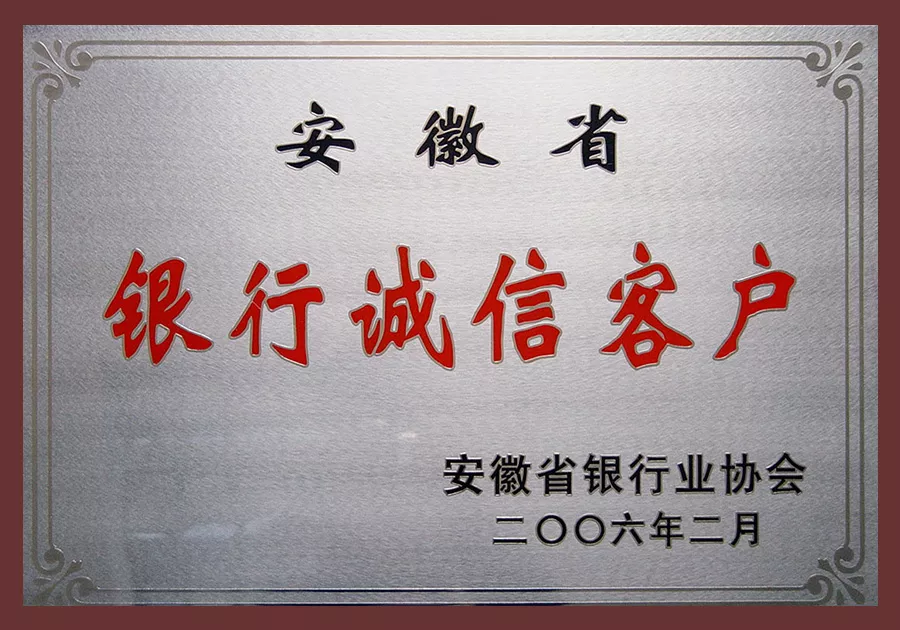 安徽省
银行诚信客户
安徽省银行业协会
二〇〇六年二月